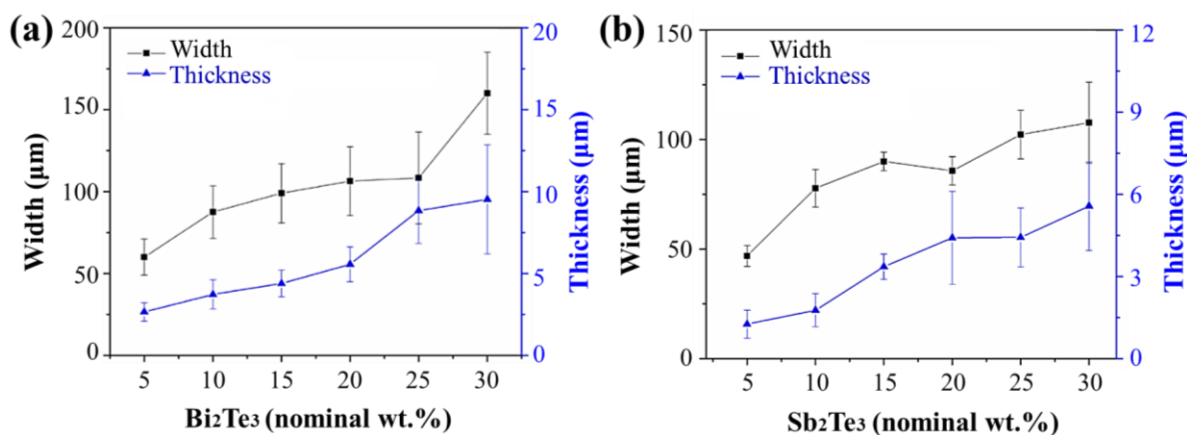 (a)
200
150
100
50
0
Width (μm)
Width
Thickness
20
15
10
5
0
Thickness (μm)
5 10 15 20 25 30
Bi₂Te₃ (nominal wt.%)
(b)
150
100
50
0
Width (μm)
Width
Thickness
12
9
6
3
0
Thickness (μm)
5 10 15 20 25 30
Sb₂Te₃ (nominal wt.%)